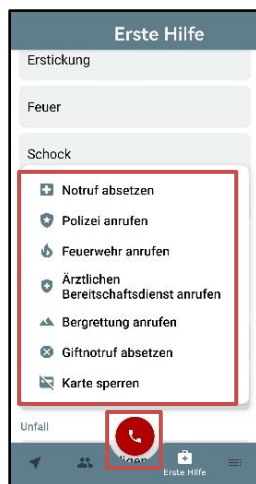 Erste Hilfe
Erstickung
Feuer
Schock
Notruf absetzen
Polizei anrufen
Feuerwehr anrufen
Ärztlichen
Bereitschaftsdienst anrufen
Bergrettung anrufen
Giftnotruf absetzen
Karte sperren
Unfall
Erste Hilfe